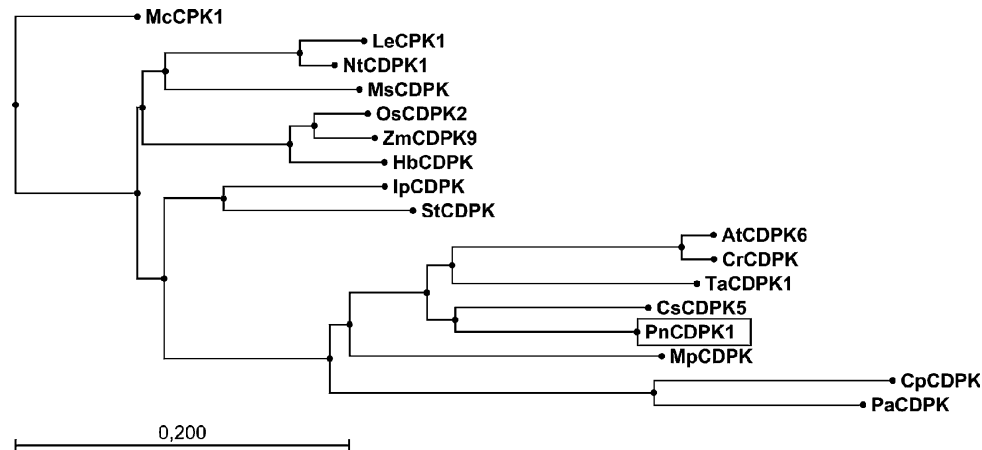 McCPK1
LeCPK1
NtCDPK1
MsCDPK
OsCDPK2
ZmCDPK9
HbCDPK
IpCDPK
StCDPK
AtCDPK6
CrCDPK
TaCDPK1
CsCDPK5
PnCDPK1
MpCDPK
CpCDPK
PaCDPK
0,200